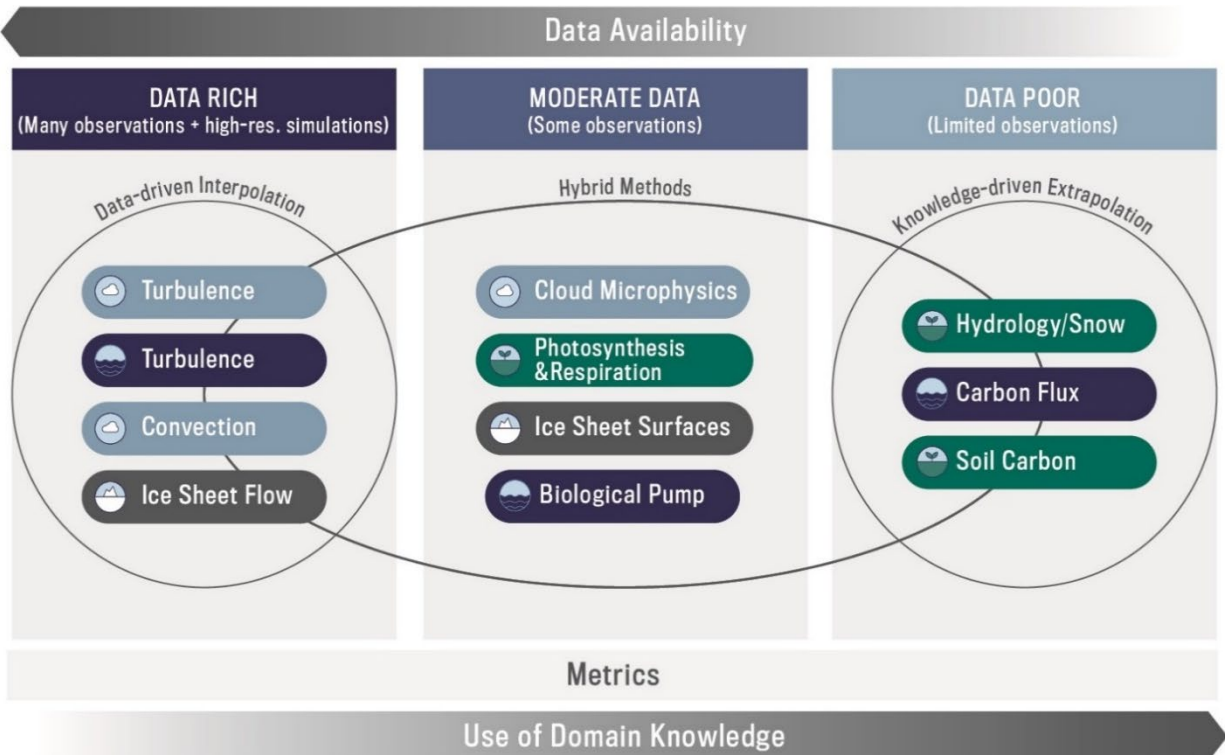 Data Availability
DATA RICH
(Many observations + high-res. simulations)
MODERATE DATA
(Some observations)
DATA POOR
(Limited observations)
Data-driven Interpolation
Hybrid Methods
Knowledge-driven Extrapolation
Turbulence
Turbulence
Convection
Ice Sheet Flow
Cloud Microphysics
Photosynthesis
&Respiration
Ice Sheet Surfaces
Biological Pump
Hydrology/Snow
Carbon Flux
Soil Carbon
Metrics
Use of Domain Knowledge